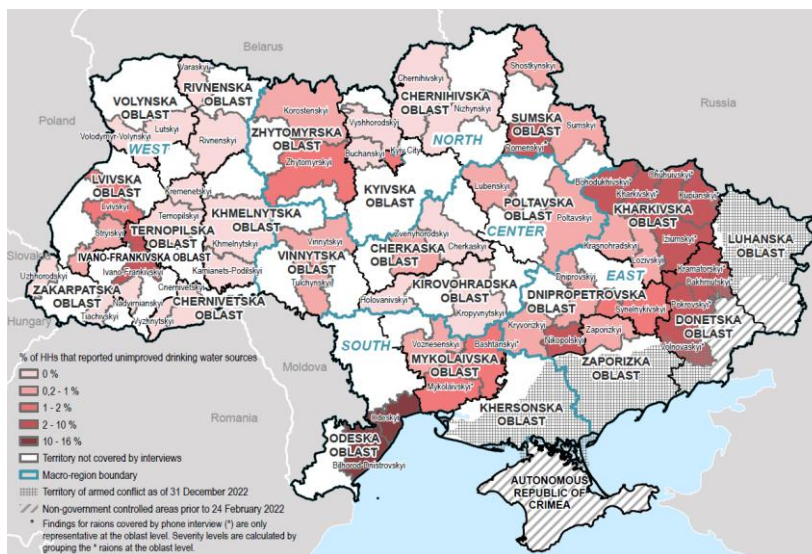 Belarus
Shostkynskyi
Varaskyi
RIVNENSKA
OBLAST
VOLYNSKA
OBLAST
Chernihivskyi
CHERNIHIVSKA
OBLAST
Russia
Korostenskyi
Vyshhorodskyi
Nizhynskyi
Poland
Lutskyi
Volodymyr-Volynskyi
Rivnenskyi
ZHYTOMYRSKA
OBLAST
SUMSKA
OBLAST
Sumskyi
Romenskyi*
WEST
NORTH
Buchanskyi
Kyiv City
Zhytomyrskyi
LVIVSKA
OBLAST
Lvivskyi
Kremenetskyi
KYIVSKA
OBLAST
Lubenskyi
Bohodukhivskyi
Chuhuivskyi*
Kharkivskyi*
Kupianskyi*
KHARKIVSKA
OBLAST
POLTAVSKA
OBLAST
Poltavskyi
Ternopilskyi
Stryiskyi
TERNOPILSKA
OBLAST
KHMELNYTSKA
OBLAST
Khmelnytskyi
Zvenyhorodskyi
CENTER
Iziumskyi*
LUHANSKA
OBLAST
Slovakia
IVANO-FRANKIVSKA OBLAST
Ivano-Frankivskyi
Vinnytskyi
CHERKASKA
OBLAST
Cherkaskyi
Krasnohradskyi
Lozivskyi
Kramatorskyi*
Bakhmutskyi*
Uzhhorodskyi
ZAKARPATSKA
OBLAST
Chernivetskyi
Kamianets-Podilskyi
VINNYTSKA
OBLAST
Tulchynskyi
EAST
Dniprovskyi
Nadvirnianskyi
CHERNIVETSKA
OBLAST
Holovanivskyi*
KIROVOHRADSKA
OBLAST
DNIPROPETROVSKA
OBLAST
Synelnykivskyi
Pokrovskyi*
DONETSKA
OBLAST
Tiachivskyi
Vyzhnytskyi
Kropyvnytskyi
Hungary
Kryvorizkyi
Nikopolskyi
Zaporizkyi
Volnovaskyi*
SOUTH
Voznesenskyi
Bashtanskyi*
ZAPORIZKA
OBLAST
Moldova
MYKOLAIVSKA
OBLAST
Mykolaivskyi*
% of HHs that reported unimproved drinking water sources
0 %
0,2 - 1 %
1 - 2 %
2 - 10 %
10 - 16 %
Territory not covered by interviews
Macro-region boundary
Territory of armed conflict as of 31 December 2022
Non-government controlled areas prior to 24 February 2022
* Findings for raions covered by phone interview (*) are only
representative at the oblast level. Severity levels are calculated by
grouping the * raions at the oblast level.
Romania
Odeskyi
KHERSONSKA
OBLAST
ODESKA
OBLAST
Bilhorod-Dnistrovskyi
AUTONOMOUS
REPUBLIC OF
CRIMEA